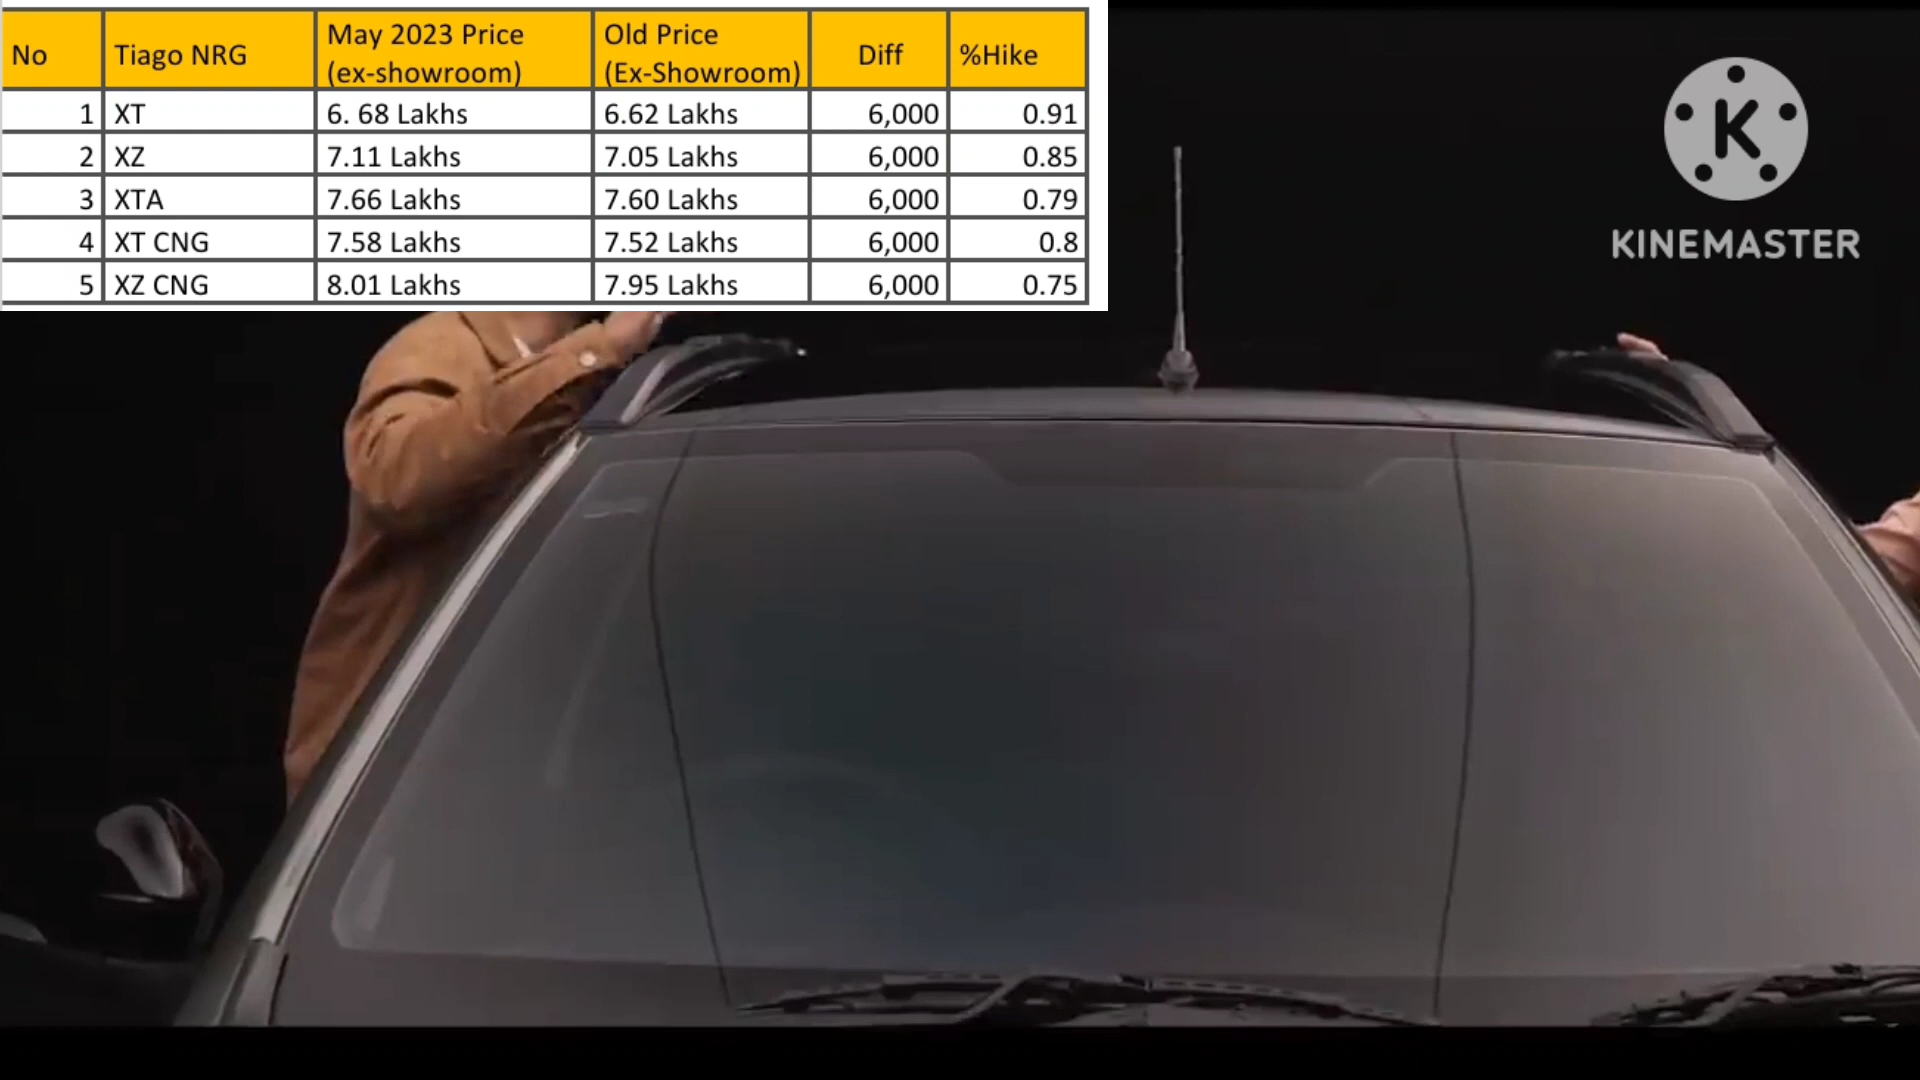 No Tiago NRG May 2023 Price (ex-showroom) Old Price (Ex-Showroom) Diff %Hike
1 XT 6. 68 Lakhs 6.62 Lakhs 6,000 0.91
2 XZ 7.11 Lakhs 7.05 Lakhs 6,000 0.85
3 XTA 7.66 Lakhs 7.60 Lakhs 6,000 0.79
4 XT CNG 7.58 Lakhs 7.52 Lakhs 6,000 0.8
5 XZ CNG 8.01 Lakhs 7.95 Lakhs 6,000 0.75
K
KINEMASTER